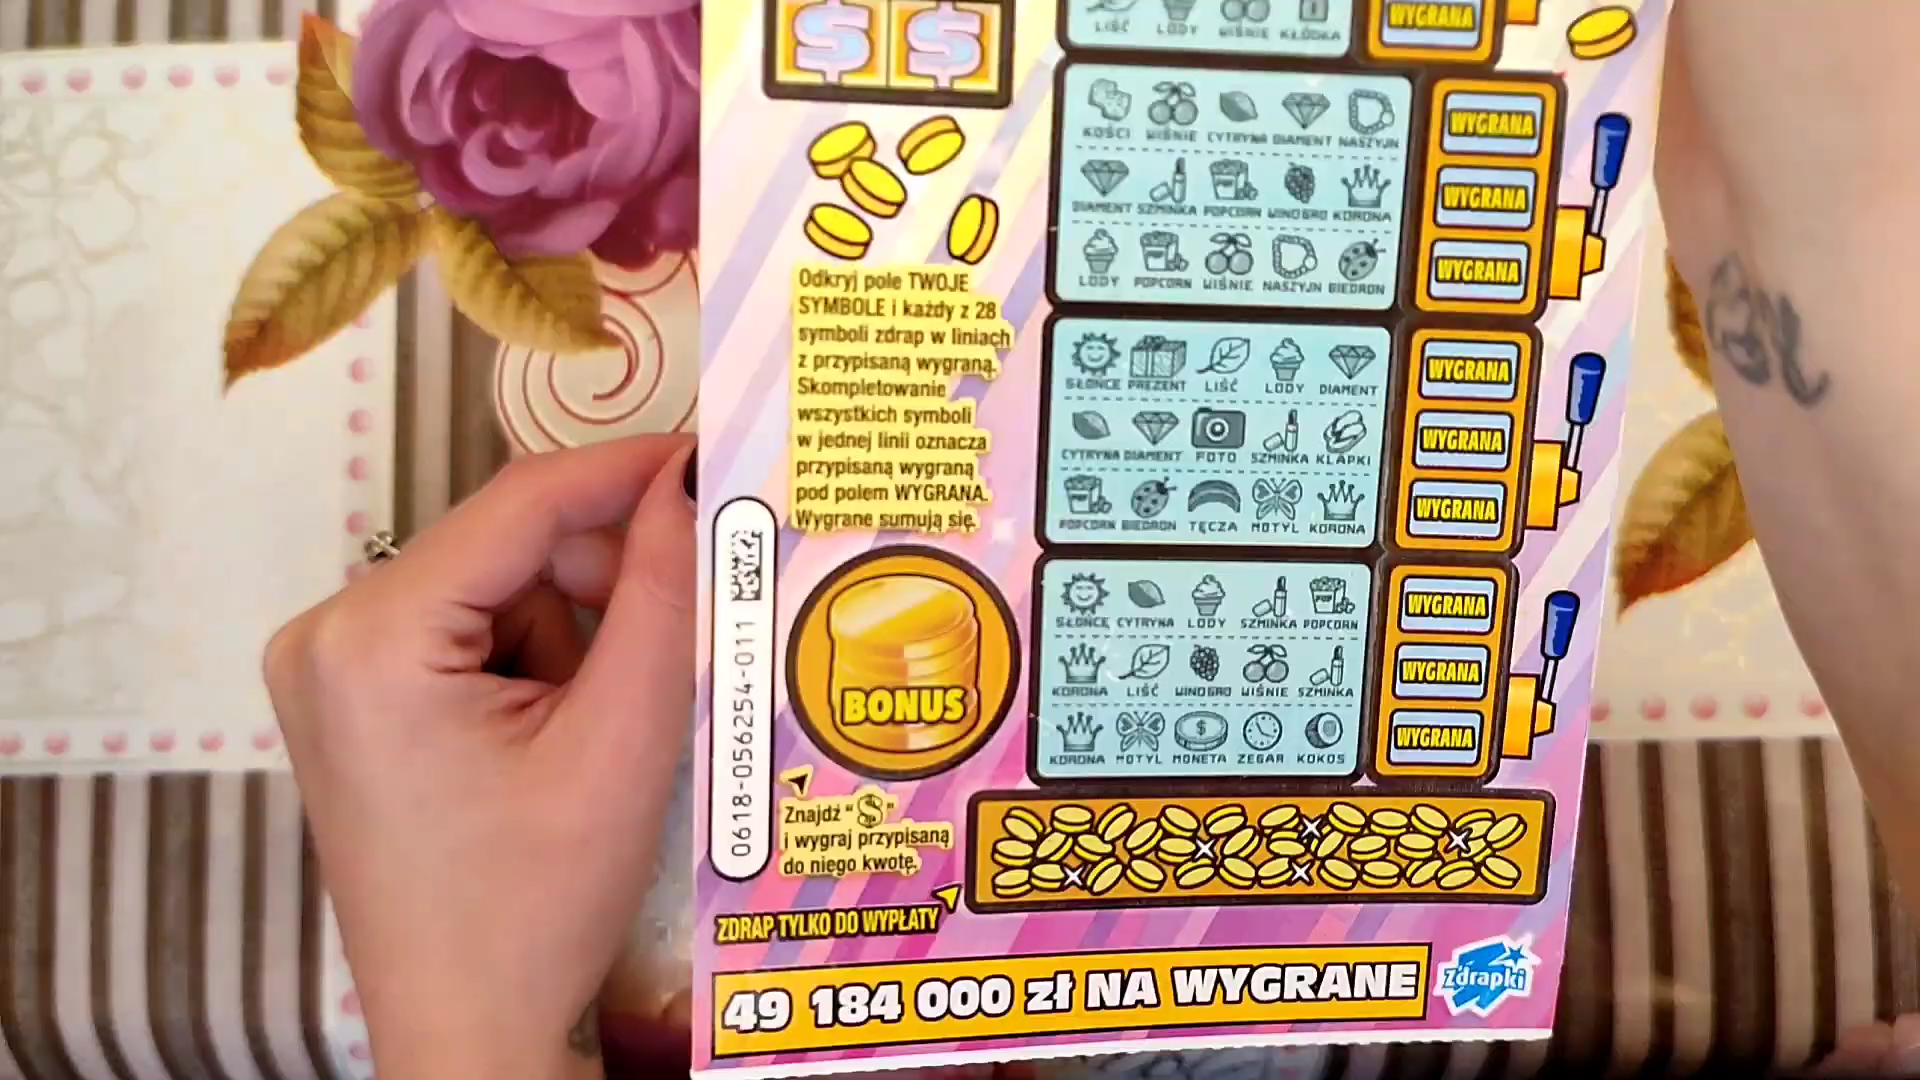 $ $
LIŚĆ LODY WIŚNIE KŁÓDKA
WYGRANA
KOŚCI WIŚNIE CYTRYNA DIAMENT NASZYJN
WYGRANA
DIAMENT SZMINKA POPCORN WINOGRO KORONA
WYGRANA
LODY POPCORN WIŚNIE NASZYJN BIEDRON
WYGRANA
Odkryj pole TWOJE
SYMBOLE i każdy z 28
symboli zdrap w liniach
z przypisaną wygraną.
Skompletowanie
wszystkich symboli
w jednej linii oznacza
przypisaną wygraną
pod polem WYGRANA.
Wygrane sumują się.
SŁOŃCE PREZENT LIŚĆ LODY DIAMENT
WYGRANA
CYTRYNA DIAMENT FOTO SZMINKA KLAPKI
WYGRANA
POPCORN BIEDRON TĘCZA MOTYL KORONA
WYGRANA
0618-056254-011
BONUS
POP
SŁOŃCE CYTRYNA LODY SZMINKA POPCORN
WYGRANA
KORONA LIŚĆ WINOGRO WIŚNIE SZMINKA
WYGRANA
$
KORONA MOTYL MONETA ZEGAR KOKOS
WYGRANA
Znajdź "$"
i wygraj przypisaną
do niego kwotę.
ZDRAP TYLKO DO WYPŁATY
49 184 000 zł NA WYGRANE
Zdrapki